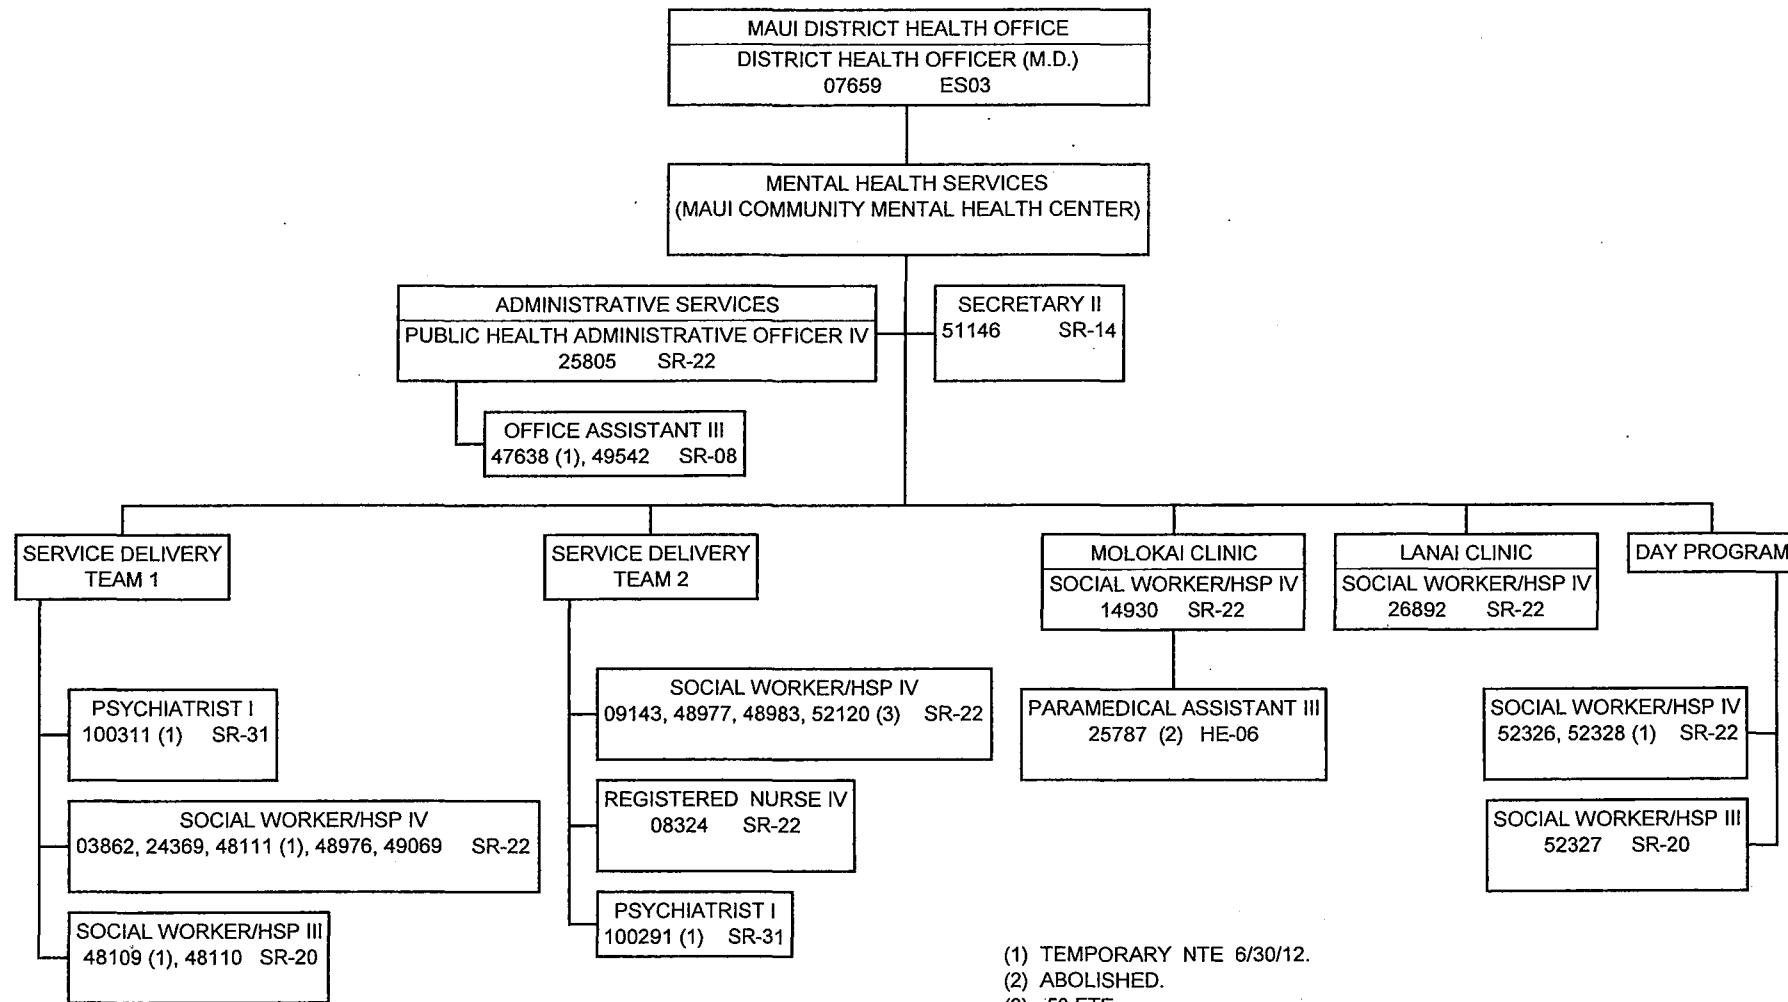 MAUI DISTRICT HEALTH OFFICE
DISTRICT HEALTH OFFICER (M.D.)
07659 ES03
MENTAL HEALTH SERVICES
(MAUI COMMUNITY MENTAL HEALTH CENTER)
ADMINISTRATIVE SERVICES
PUBLIC HEALTH ADMINISTRATIVE OFFICER IV
25805 SR-22
SECRETARY II
51146 SR-14
OFFICE ASSISTANT III
47638 (1), 49542 SR-08
SERVICE DELIVERY
TEAM 1
PSYCHIATRIST I
100311 (1) SR-31
SOCIAL WORKER/HSP IV
03862, 24369, 48111 (1), 48976, 49069 SR-22
SOCIAL WORKER/HSP III
48109 (1), 48110 SR-20
SERVICE DELIVERY
TEAM 2
SOCIAL WORKER/HSP IV
09143, 48977, 48983, 52120 (3) SR-22
REGISTERED NURSE IV
08324 SR-22
PSYCHIATRIST I
100291 (1) SR-31
MOLOKAI CLINIC
SOCIAL WORKER/HSP IV
14930 SR-22
PARAMEDICAL ASSISTANT III
25787 (2) HE-06
LANAI CLINIC
SOCIAL WORKER/HSP IV
26892 SR-22
DAY PROGRAM
SOCIAL WORKER/HSP IV
52326, 52328 (1) SR-22
SOCIAL WORKER/HSP III
52327 SR-20
(1) TEMPORARY NTE 6/30/12.
(2) ABOLISHED.